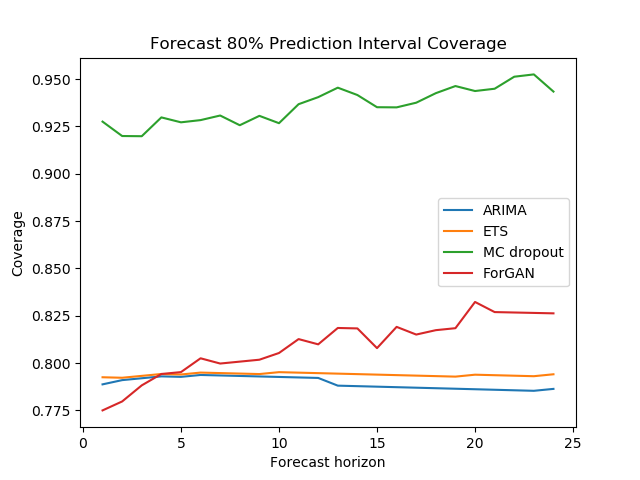 Forecast 80% Prediction Interval Coverage
0.950
0.925
0.900
0.875
0.850
0.825
0.800
0.775
Coverage
ARIMA
ETS
MC dropout
ForGAN
0 5 10 15 20 25
Forecast horizon